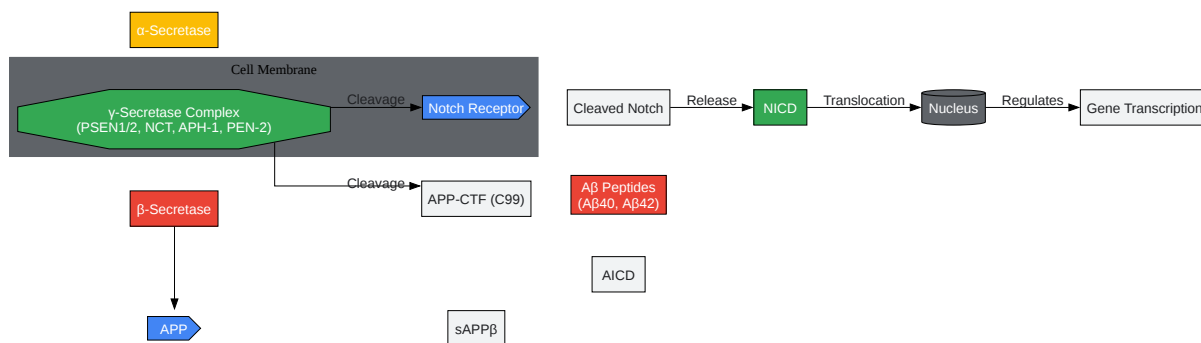 α-Secretase
Cell Membrane
γ-Secretase Complex
(PSEN1/2, NCT, APH-1, PEN-2)
Cleavage
Notch Receptor
Cleaved Notch
Release
NICD
Translocation
Nucleus
Regulates
Gene Transcription
Cleavage
APP-CTF (C99)
Aβ Peptides
(Aβ40, Aβ42)
β-Secretase
AICD
APP
sAPPβ